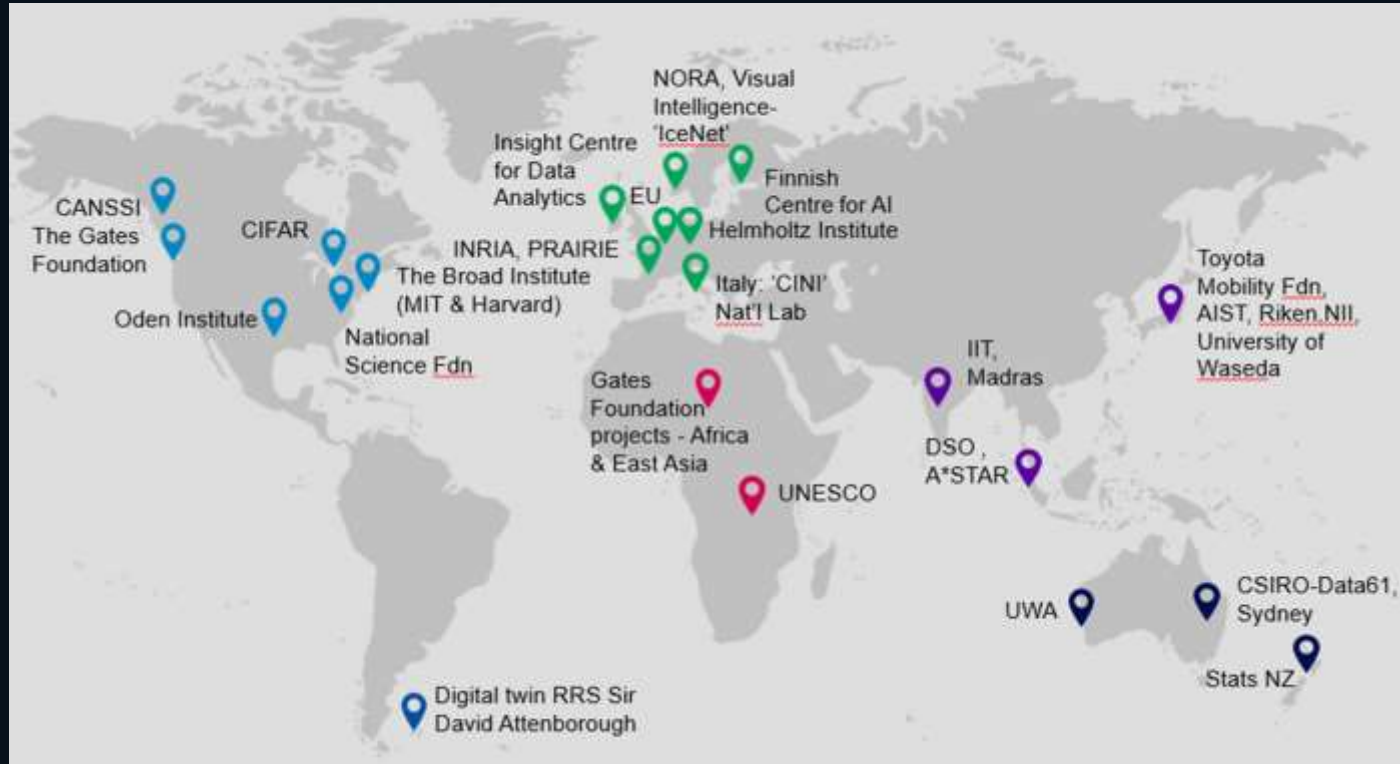 NORA, Visual
Intelligence-
'IceNet'
Insight Centre
for Data
Analytics
EU
Finnish
Centre for AI
Helmholtz Institute
CANSSI
The Gates
Foundation
CIFAR
INRIA, PRAIRIE
The Broad Institute
(MIT & Harvard)
Italy: 'CINI'
Nat'l Lab
Oden Institute
National
Science Fdn
Toyota
Mobility Fdn,
AIST, Riken.NII,
University of
Waseda
Gates
Foundation
projects - Africa
& East Asia
IIT,
Madras
DSO ,
A*STAR
UNESCO
UWA
CSIRO-Data61,
Sydney
Stats NZ
Digital twin RRS Sir
David Attenborough